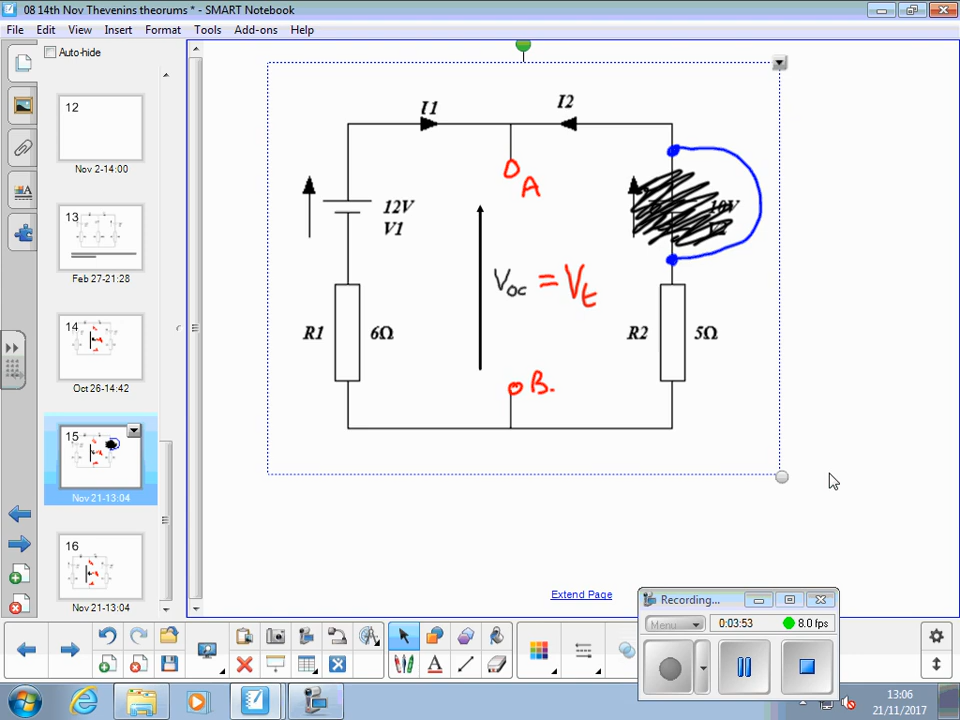 08 14th Nov Thevenins theorums * - SMART Notebook
File Edit View Insert Format Tools Add-ons Help
Auto-hide
12
Nov 2-14:00
13
Feb 27-21:28
14
Oct 26-14:42
15
Nov 21-13:04
16
Nov 21-13:04
I1
I2
A
12V
V1
Voc = Vt
R1
6Ω
R2
5Ω
B.
Extend Page
Recording...
Menu
0:03:53
8.0 fps
A
13:06
21/11/2017